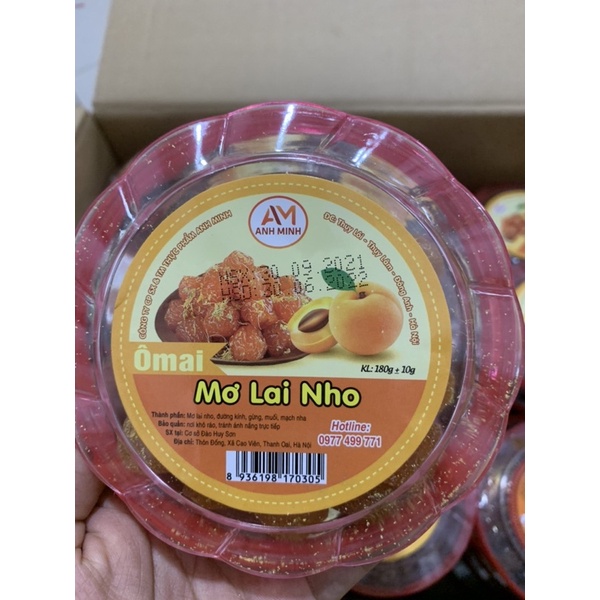 AM
ANH MINH
CÔNG TY CP SX & TM THỰC PHẨM ANH MINH
ĐC: Thụy Lôi - Thụy Lâm - Đông Anh - Hà Nội
NSX:30 09 2021
HSD:30 06 2022
Ômai
KL: 180g ± 10g
Mơ Lai Nho
Thành phần: Mơ lai nho, đường kính, gừng, muối, mạch nha
Bảo quản: nơi khô ráo, tránh ánh nắng trực tiếp
SX tại: Cơ sở Đào Huy Sơn
Địa chỉ: Thôn Đống, Xã Cao Viên, Thanh Oai, Hà Nội
Hotline:
0977 499 771
8 936198 170305